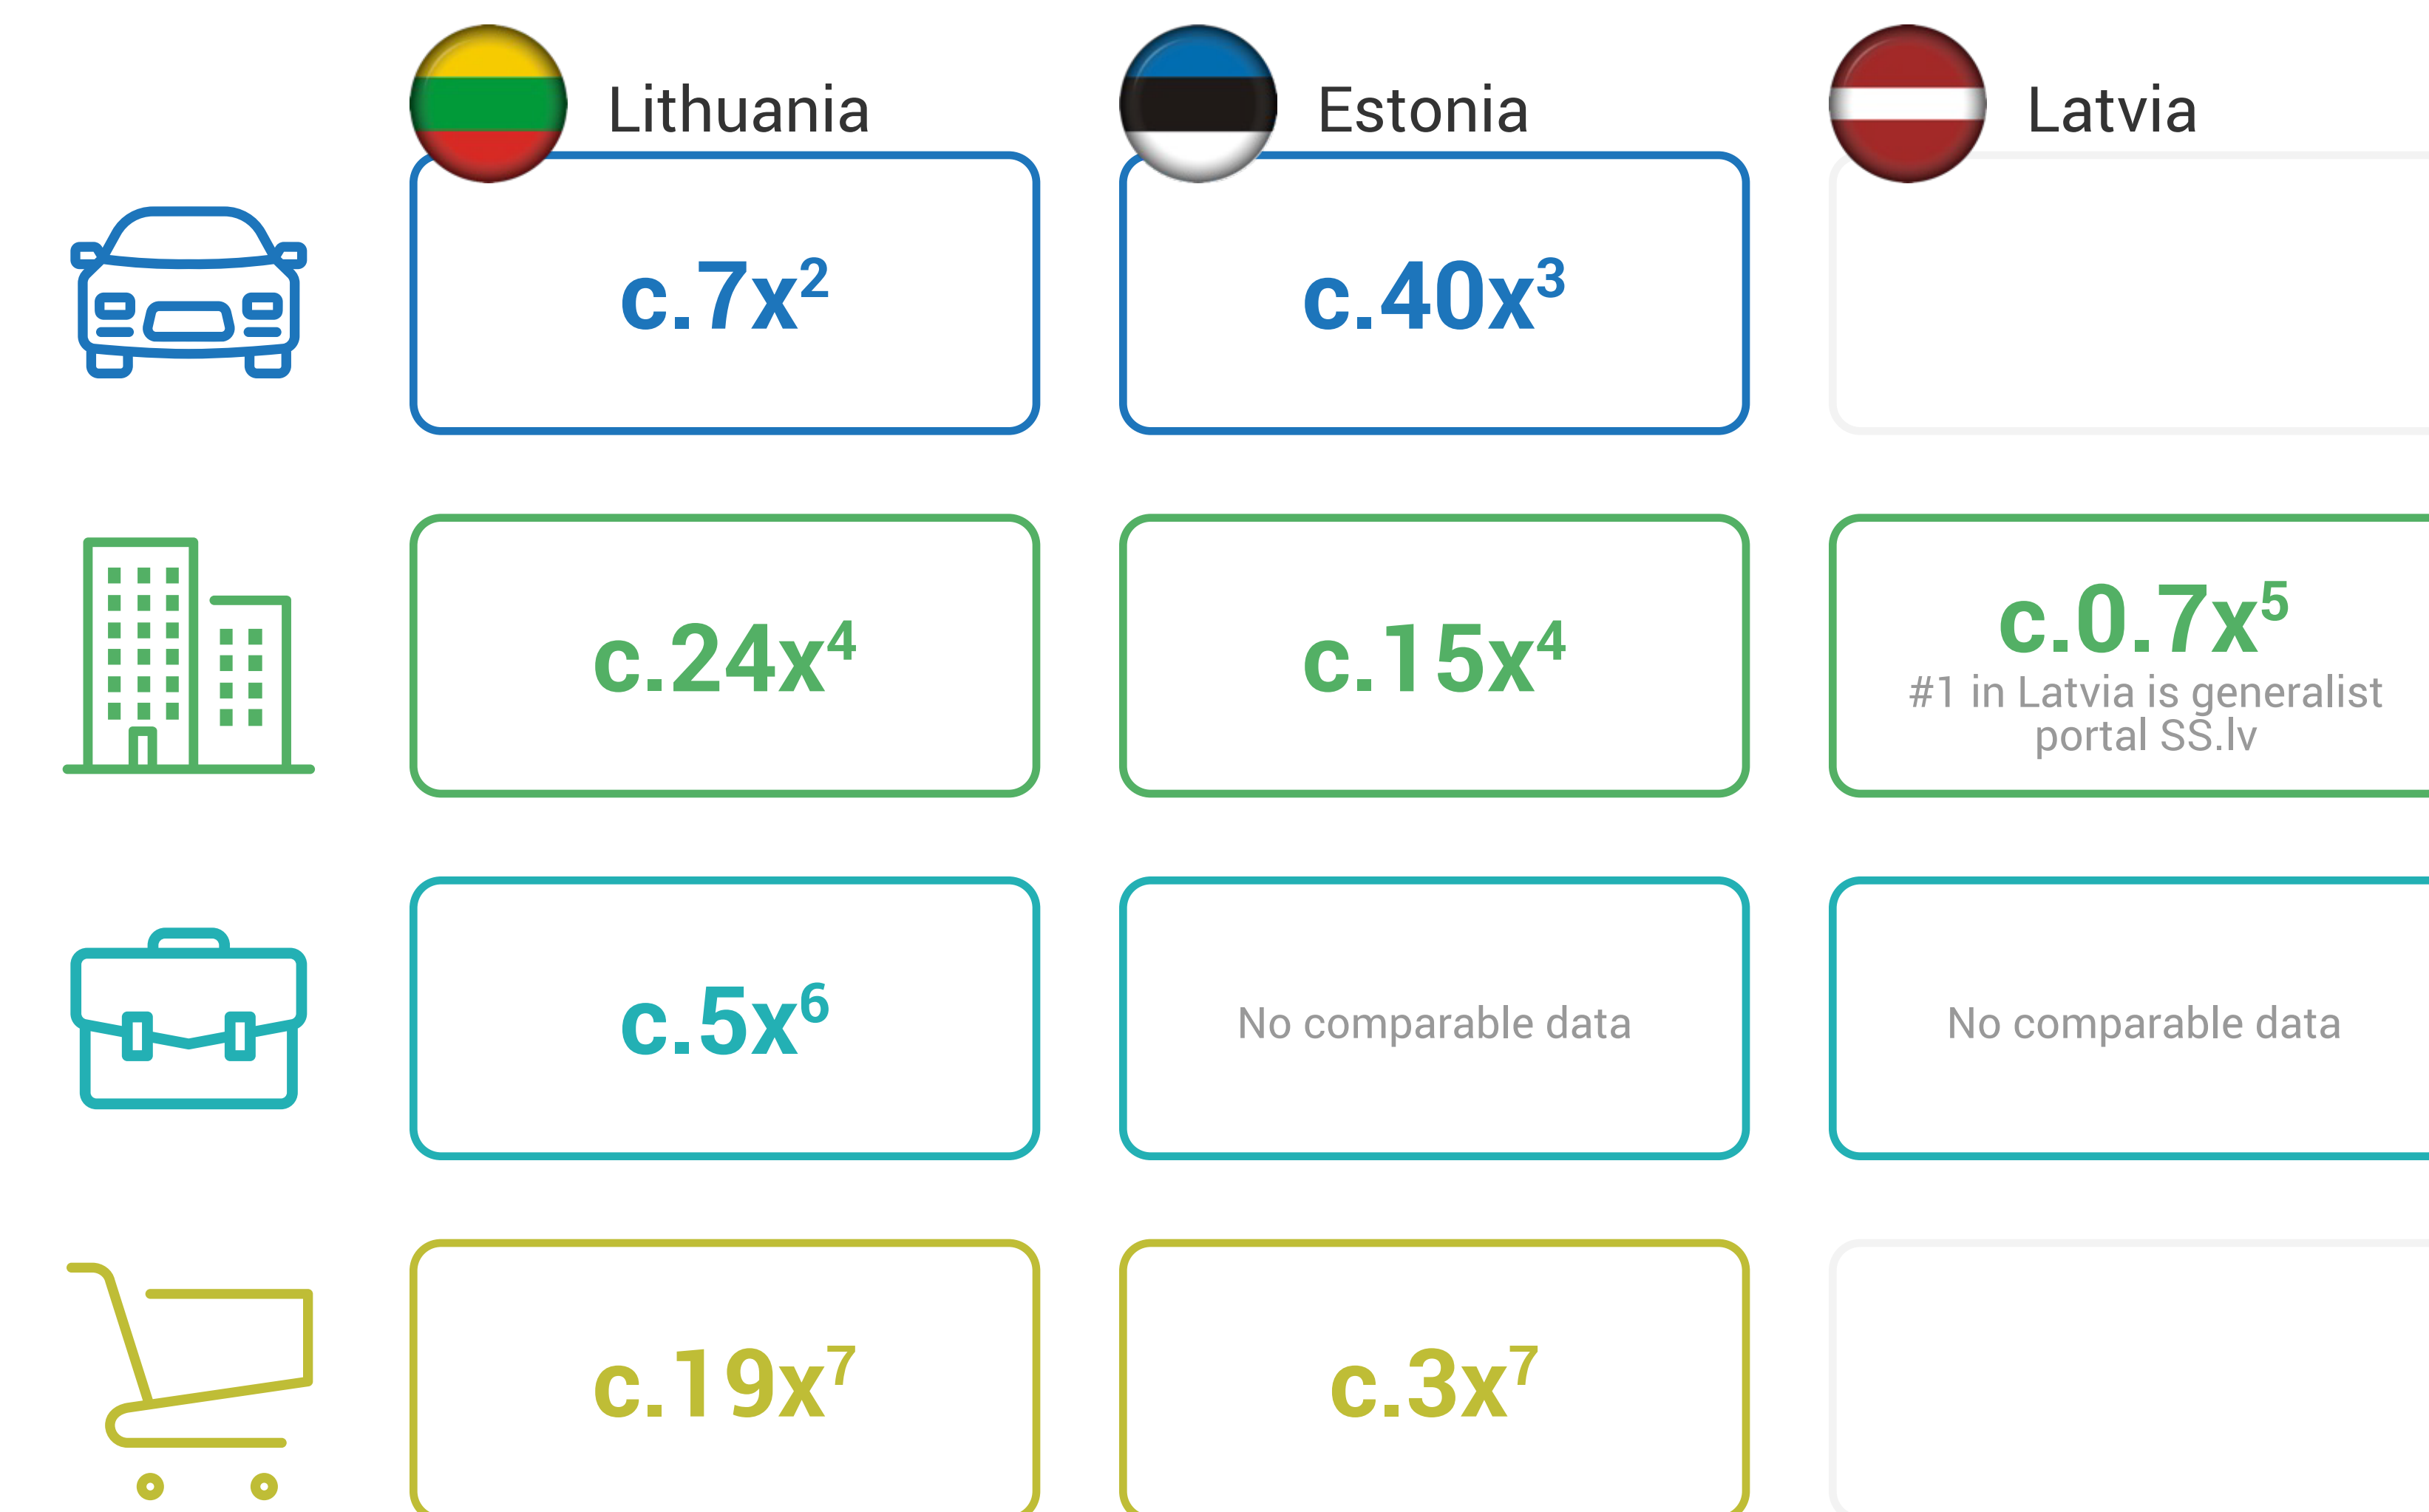 Lithuania
Estonia
Latvia
c.7x²
c.40x³
c.24x⁴
c.15x⁴
c.0.7x⁵
#1 in Latvia is generalist
portal SS.lv
c.5x⁶
No comparable data
No comparable data
c.19x⁷
c.3x⁷